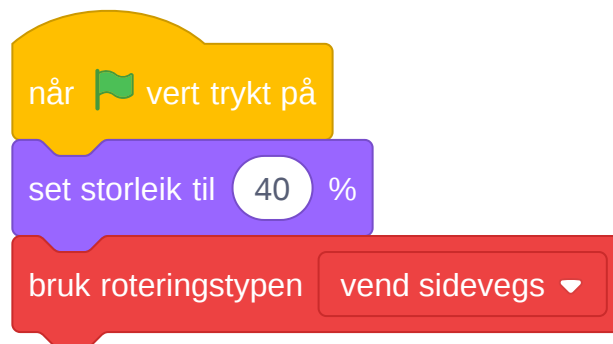 når vert trykt på
set storleik til 40 %
bruk roteringstypen vend sidevegs